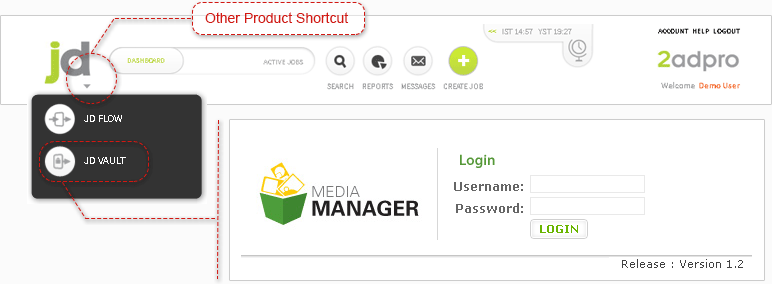 Other Product Shortcut
<< IST 14:57 YST 19:27
ACCOUNT HELP LOGOUT
jd
DASHBOARD
ACTIVE JOBS
2adpro
SEARCH REPORTS MESSAGES CREATE JOB
Welcome Demo User
JD FLOW
JD VAULT
Login
MEDIA
MANAGER
Username:
Password:
LOGIN
Release : Version 1.2